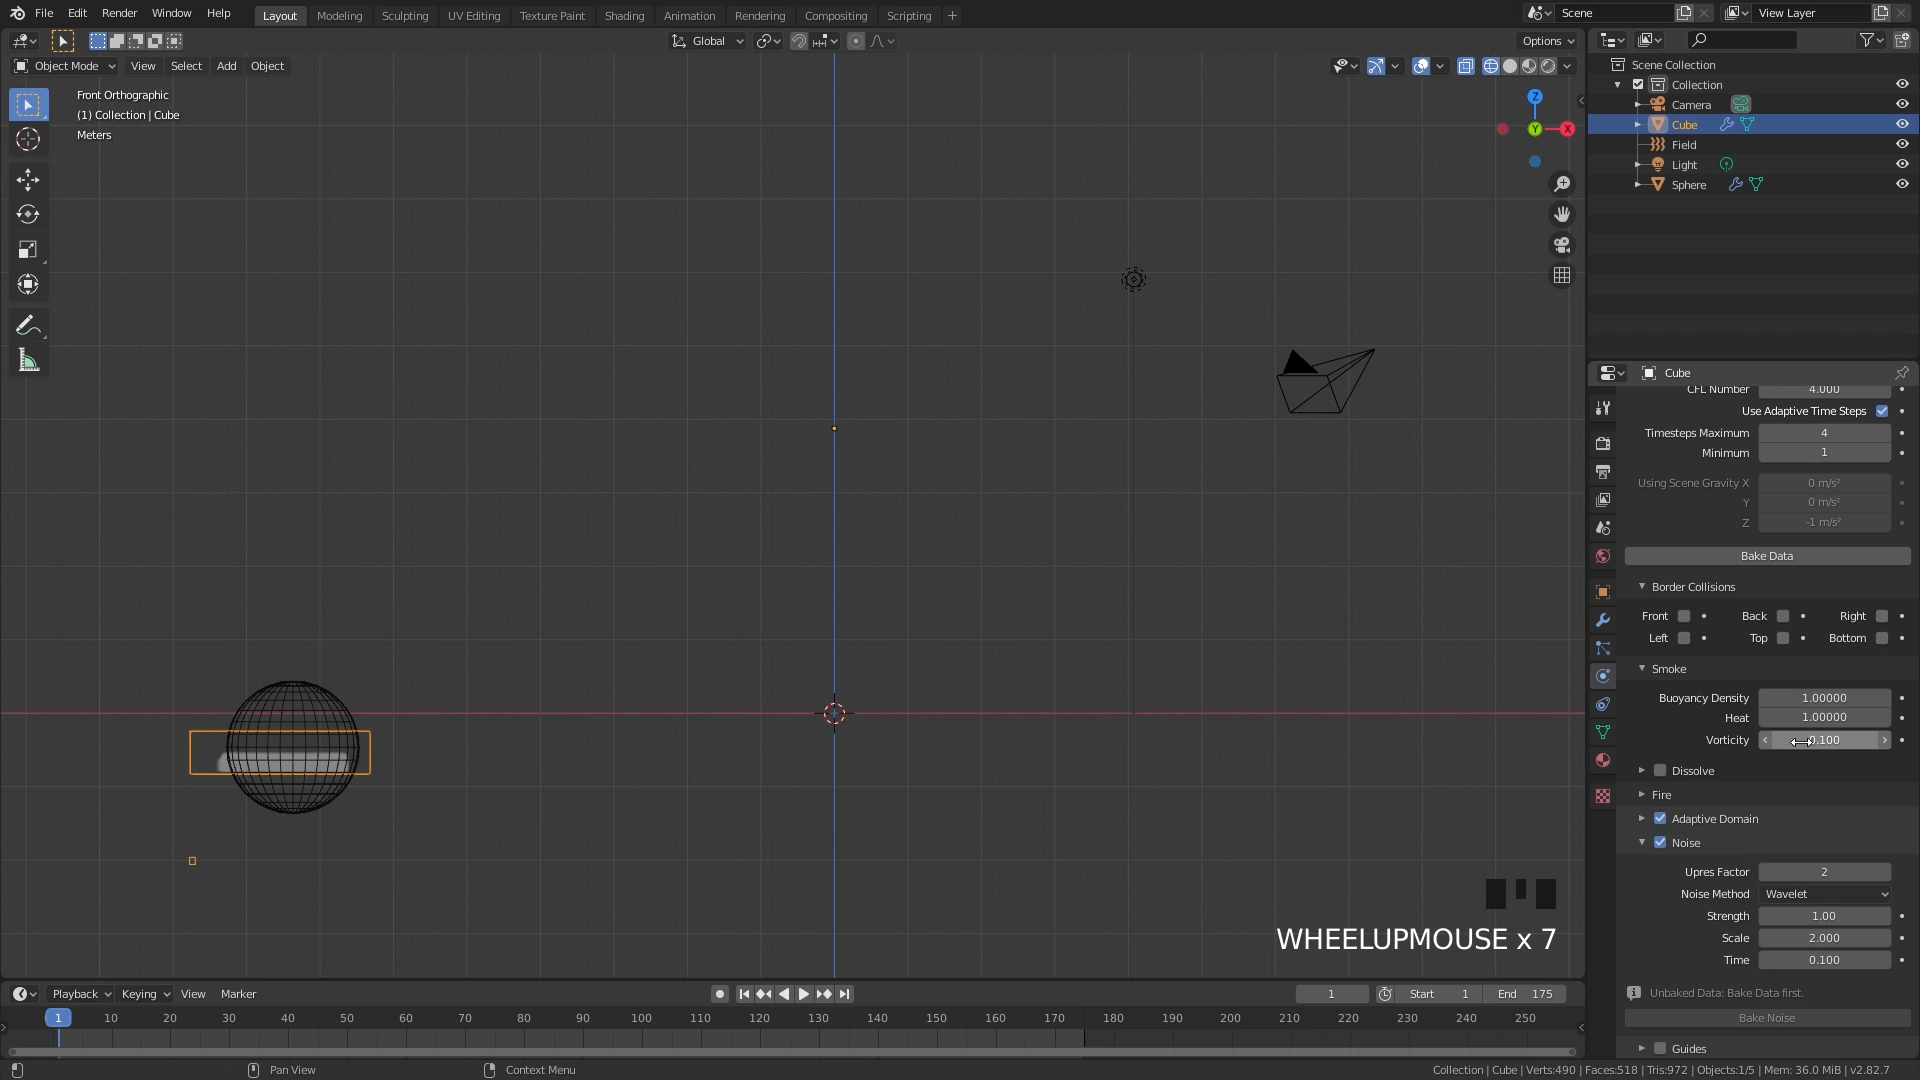 File Edit Render Window Help Layout Modeling Sculpting UV Editing Texture Paint Shading Animation Rendering Compositing Scripting + Scene View Layer
Global Options
Object Mode View Select Add Object
Front Orthographic
(1) Collection | Cube
Meters
Z
Y
X
Scene Collection
Collection
Camera
Cube
Field
Light
Sphere
Cube
CFL Number 4.000
Use Adaptive Time Steps
Timesteps Maximum 4
Minimum 1
Using Scene Gravity X 0 m/s²
Y 0 m/s²
Z -1 m/s²
Bake Data
Border Collisions
Front Back Right
Left Top Bottom
Smoke
Buoyancy Density 1.00000
Heat 1.00000
Vorticity 0.100
Dissolve
Fire
Adaptive Domain
Noise
Upres Factor 2
Noise Method Wavelet
Strength 1.00
Scale 2.000
Time 0.100
Unbaked Data: Bake Data first.
Bake Noise
Guides
WHEELUPMOUSE x 7
Playback Keying View Marker 1 Start 1 End 175
1 10 20 30 40 50 60 70 80 90 100 110 120 130 140 150 160 170 180 190 200 210 220 230 240 250
Pan View Context Menu Collection | Cube | Verts:490 | Faces:518 | Tris:972 | Objects:1/5 | Mem: 36.0 MiB | v2.82.7